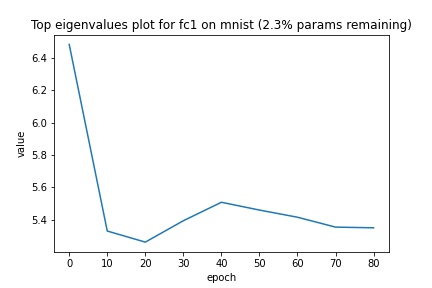 Top eigenvalues plot for fc1 on mnist (2.3% params remaining)
6.4
6.2
6.0
5.8
5.6
5.4
value
0 10 20 30 40 50 60 70 80
epoch